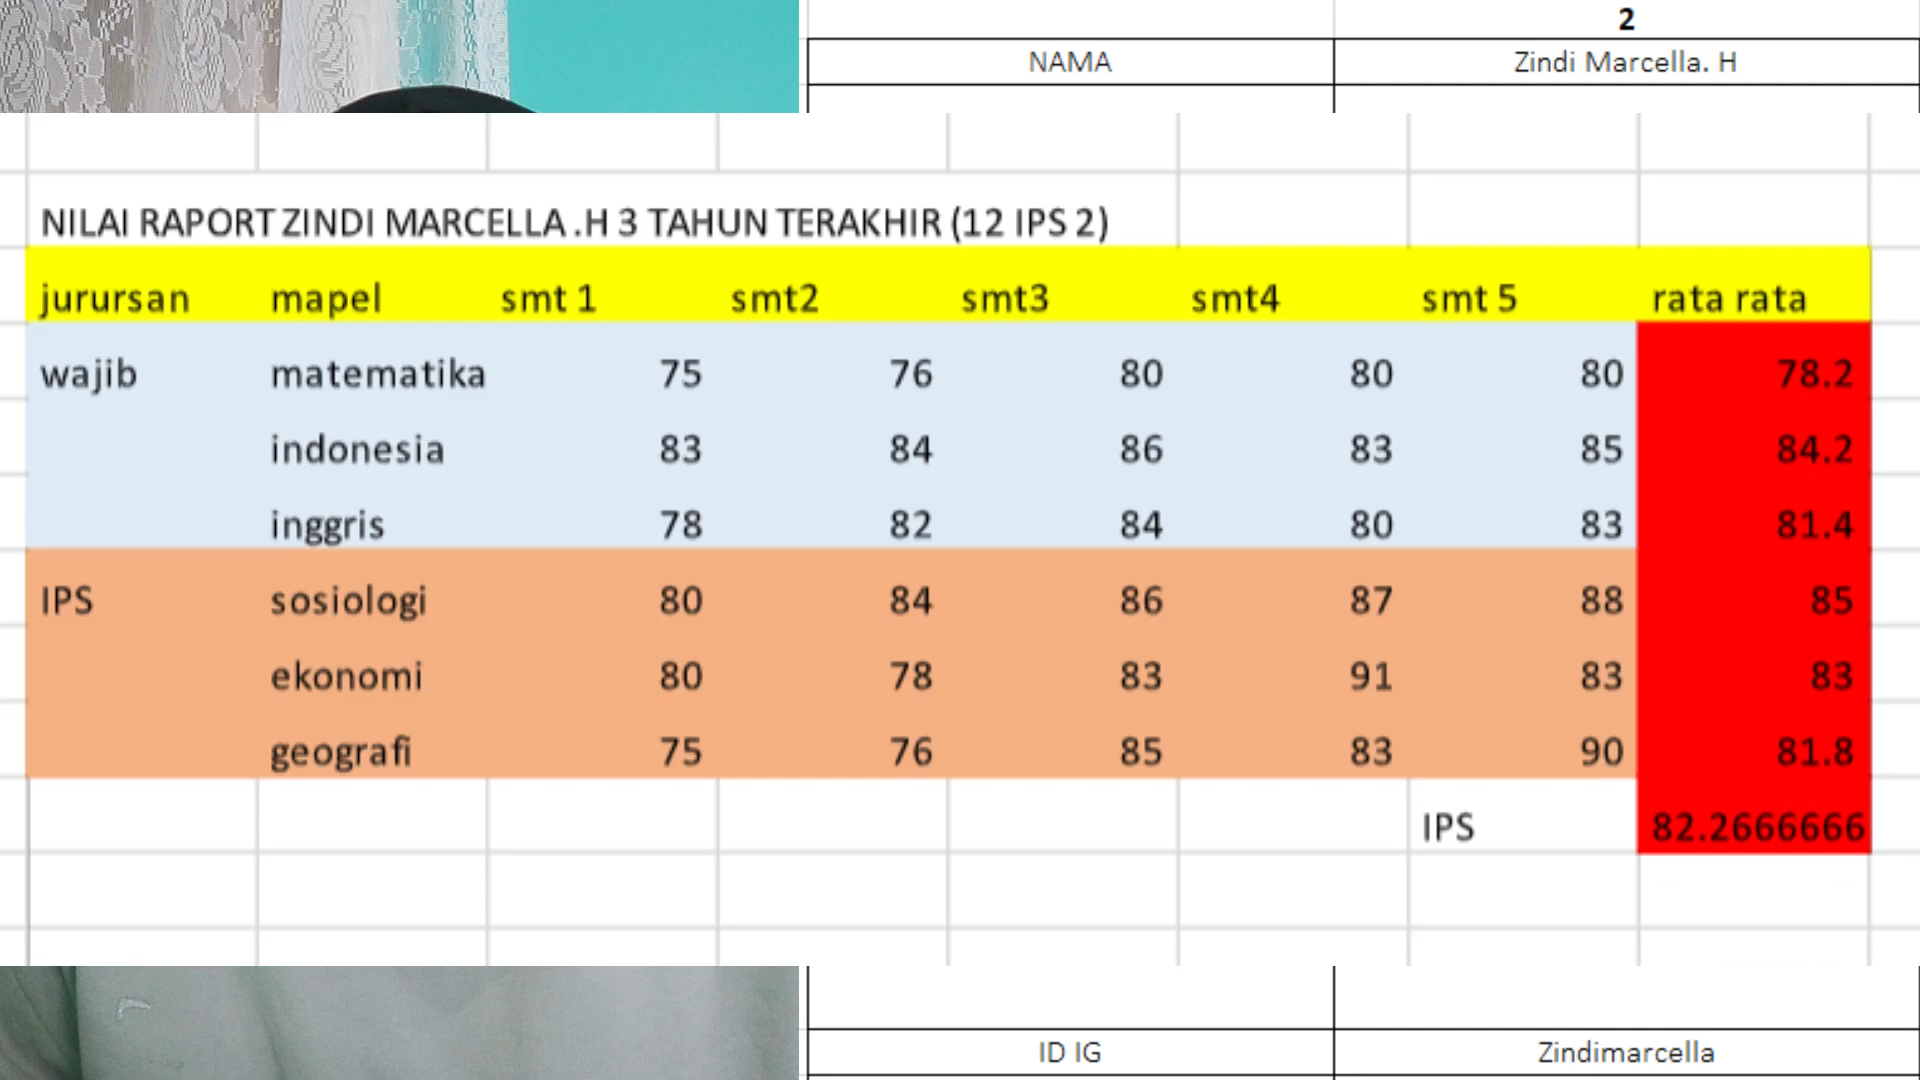 2
NAMA Zindi Marcella. H
NILAI RAPORT ZINDI MARCELLA .H 3 TAHUN TERAKHIR (12 IPS 2)
jurursan mapel smt 1 smt2 smt3 smt4 smt 5 rata rata
wajib matematika 75 76 80 80 80 78.2
indonesia 83 84 86 83 85 84.2
inggris 78 82 84 80 83 81.4
IPS sosiologi 80 84 86 87 88 85
ekonomi 80 78 83 91 83 83
geografi 75 76 85 83 90 81.8
IPS 82.2666666
ID IG Zindimarcella